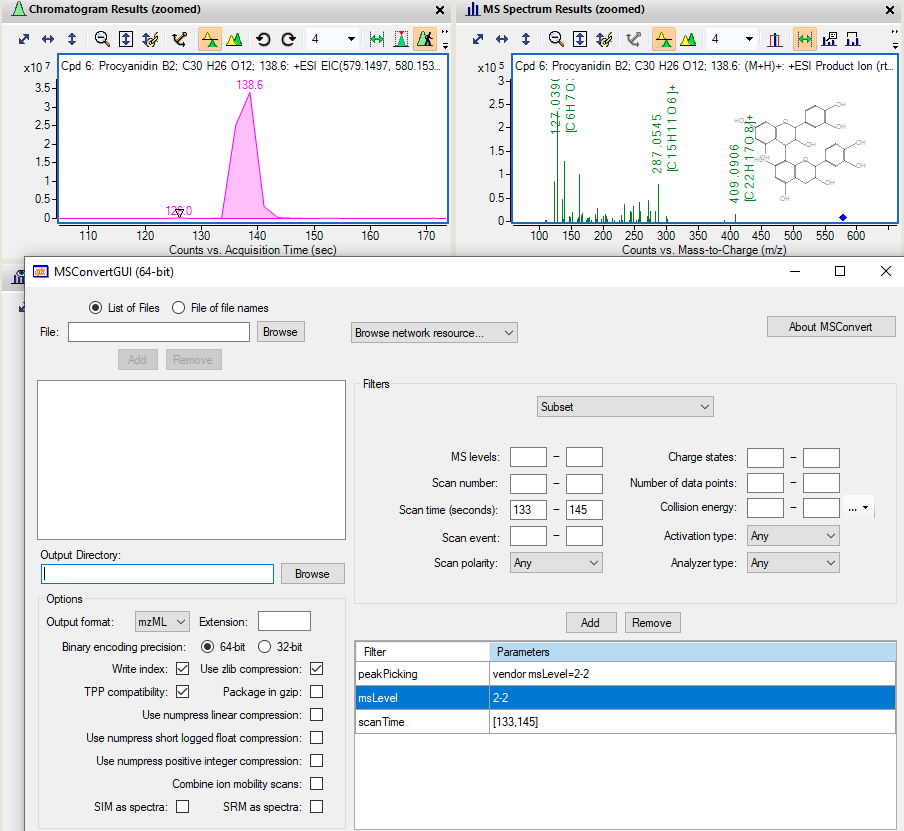 Chromatogram Results (zoomed)
4
x10 7
Cpd 6: Procyanidin B2; C30 H26 O12; 138.6: +ESI EIC(579.1497, 580.153...
138.6
126.0
3.5
3
2.5
2
1.5
1
0.5
0
110 120 130 140 150 160 170
Counts vs. Acquisition Time (sec)
MS Spectrum Results (zoomed)
4
x10 5
Cpd 6: Procyanidin B2; C30 H26 O12; 138.6: (M+H)+: +ESI Product Ion (rt...
3
2.5
2
1.5
1
0.5
0
127.0390
[C6H7O3
287.0545
[C15H11O6]+
409.0906
[C22H17O8]+
100 150 200 250 300 350 400 450 500 550 600
Counts vs. Mass-to-Charge (m/z)
MSConvertGUI (64-bit)
List of Files File of file names
File: Browse Browse network resource... About MSConvert
Add Remove
Filters
Subset
MS levels: – Charge states: –
Scan number: – Number of data points: –
Scan time (seconds): 133 – 145 Collision energy: – ...
Scan event: – Activation type: Any
Scan polarity: Any Analyzer type: Any
Output Directory:
Browse
Options
Output format: mzML Extension:
Binary encoding precision: 64-bit 32-bit
Write index: Use zlib compression:
TPP compatibility: Package in gzip:
Use numpress linear compression:
Use numpress short logged float compression:
Use numpress positive integer compression:
Combine ion mobility scans:
SIM as spectra: SRM as spectra:
Add Remove
Filter Parameters
peakPicking vendor msLevel=2-2
msLevel 2-2
scanTime [133,145]